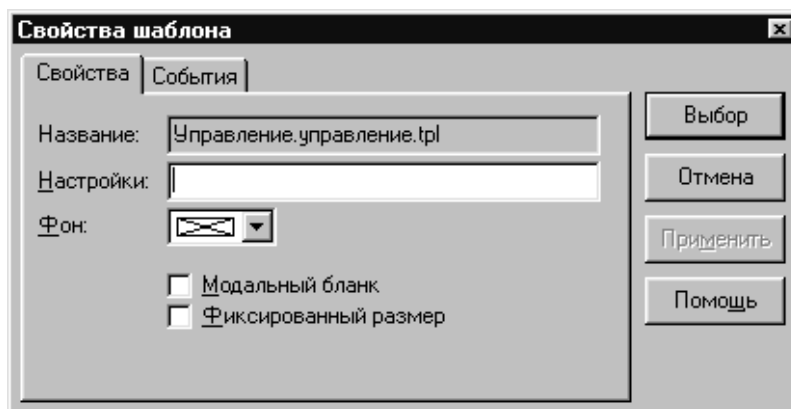 Свойства шаблона
Свойства
События
Название: Управление.управление.tpl
Настройки:
Фон:
Модальный бланк
Фиксированный размер
Выбор
Отмена
Применить
Помощь